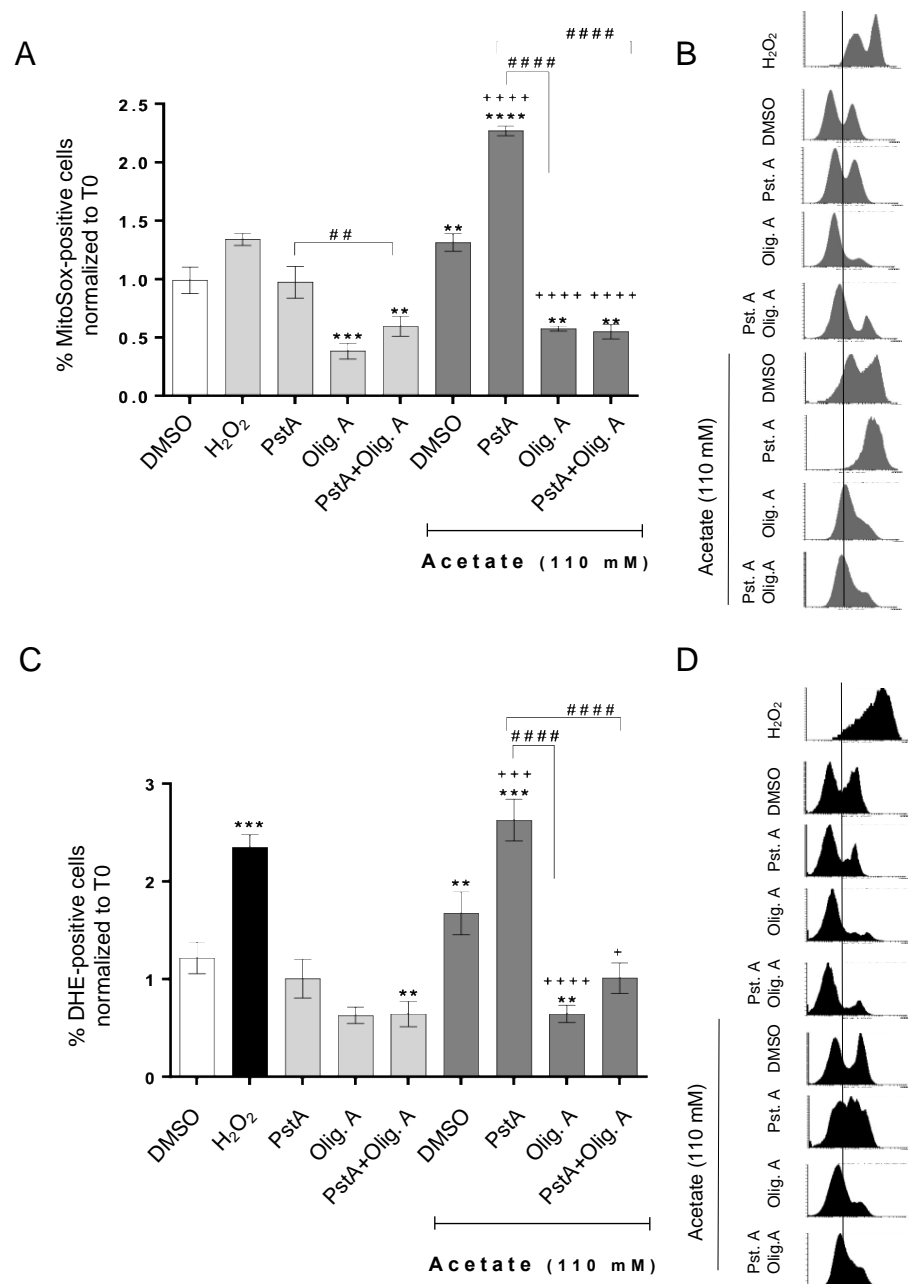 A
####
####
++++
****
% MitoSox-positive cells
normalized to T0
2.5
2.0
1.5
1.0
0.5
0.0
##
***
**
**
++++
**
++++
**
DMSO
H₂O₂
PstA
Olig. A
PstA+Olig. A
DMSO
PstA
Olig. A
PstA+Olig. A
Acetate (110 mM)
B
H₂O₂
DMSO
Pst. A
Olig. A
Pst. A
Olig. A
DMSO
Pst. A
Olig. A
Pst. A
Olig.A
Acetate (110 mM)
C
####
####
% DHE-positive cells
normalized to T0
3
2
1
0
***
**
**
+++
***
++++
**
+
DMSO
H₂O₂
PstA
Olig. A
PstA+Olig. A
DMSO
PstA
Olig. A
PstA+Olig. A
Acetate (110 mM)
D
H₂O₂
DMSO
Pst. A
Olig. A
Pst. A
Olig. A
DMSO
Pst. A
Olig. A
Pst. A
Olig.A
Acetate (110 mM)